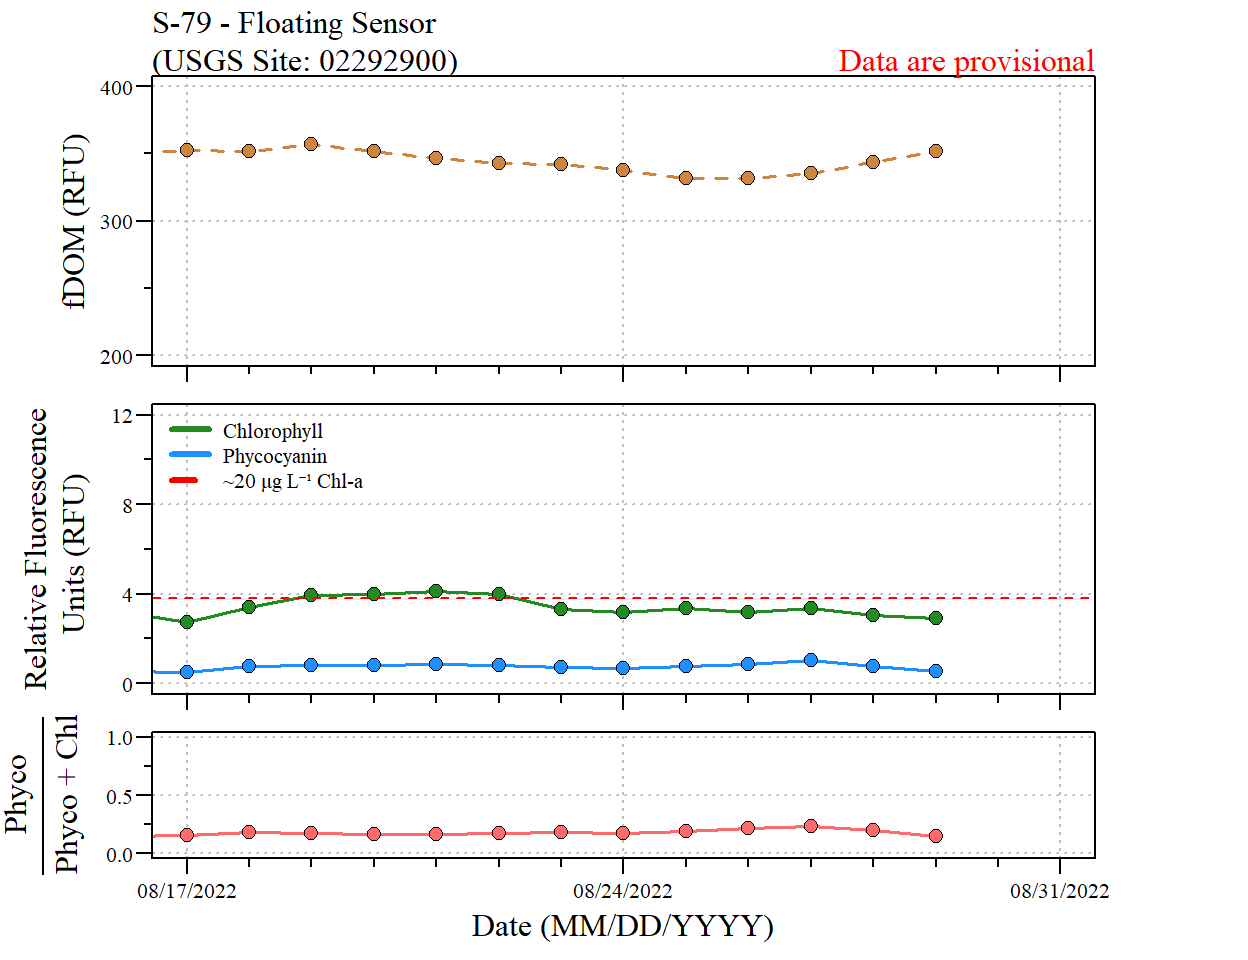 S-79 - Floating Sensor
(USGS Site: 02292900)
Data are provisional
400
300
200
fDOM (RFU)
12
8
4
0
Relative Fluorescence
Units (RFU)
Chlorophyll
Phycocyanin
~20 µg L⁻¹ Chl-a
1.0
0.5
0.0
Phyco
Phyco + Chl
08/17/2022
08/24/2022
08/31/2022
Date (MM/DD/YYYY)